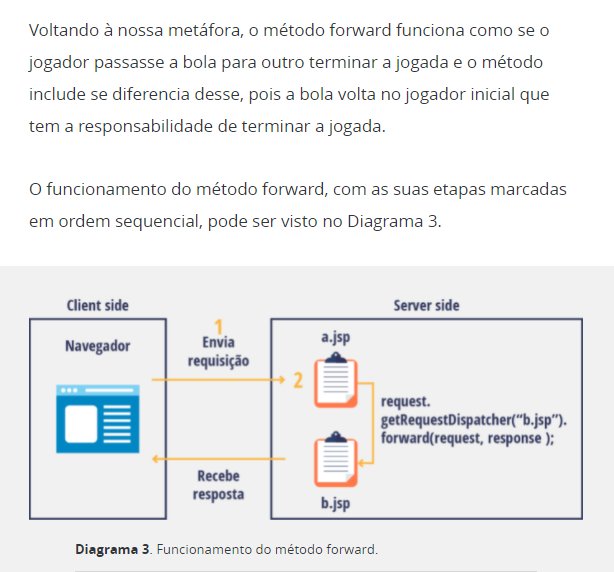 Voltando à nossa metáfora, o método forward funciona como se o
jogador passasse a bola para outro terminar a jogada e o método
include se diferencia desse, pois a bola volta no jogador inicial que
tem a responsabilidade de terminar a jogada.
O funcionamento do método forward, com as suas etapas marcadas
em ordem sequencial, pode ser visto no Diagrama 3.
Client side
Server side
Navegador
1
Envia
requisição
2
a.jsp
request.
getRequestDispatcher("b.jsp").
forward(request, response );
Recebe
resposta
b.jsp
Diagrama 3. Funcionamento do método forward.